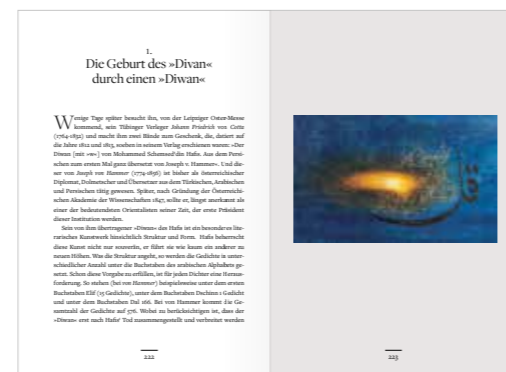 1.
Die Geburt des »Divan«
durch einen »Diwan«
Wenige Tage später besucht ihn, von der Leipziger Oster-Messe
kommend, sein Tübinger Verleger Johann Friedrich von Cotta
(1764-1832) und macht ihm zwei Bände zum Geschenk, die, datiert auf
die Jahre 1812 und 1813, soeben in seinem Verlag erschienen waren: »Der
Diwan [mit »w«] von Mohammed Schemsed'din Hafis. Aus dem Persi-
schen zum ersten Mal ganz übersetzt von Joseph v. Hammer«. Und die-
ser von Joseph von Hammer (1774-1856) ist bisher als österreichischer
Diplomat, Dolmetscher und Übersetzer aus dem Türkischen, Arabischen
und Persischen tätig gewesen. Später, nach Gründung der Österreichi-
schen Akademie der Wissenschaften 1847, sollte er, längst anerkannt als
einer der bedeutendsten Orientalisten seiner Zeit, der erste Präsident
dieser Institution werden.
Sein von ihm übertragener »Diwan« des Hafis ist ein besonderes lite-
rarisches Kunstwerk hinsichtlich Struktur und Form. Hafis beherrscht
diese Kunst nicht nur souverän, er führt sie wie kaum ein anderer zu
neuen Höhen. Was die Struktur angeht, so werden die Gedichte in unter-
schiedlicher Anzahl unter die Buchstaben des arabischen Alphabets ge-
setzt. Schon diese Vorgabe zu erfüllen, ist für jeden Dichter eine Heraus-
forderung. So stehen (bei von Hammer) beispielsweise unter dem ersten
Buchstaben Elif (15 Gedichte), unter dem Buchstaben Dschinn 1 Gedicht
und unter dem Buchstaben Dal 166. Bei von Hammer kommt die Ge-
samtzahl der Gedichte auf 576. Wobei zu berücksichtigen ist, dass der
»Diwan« erst nach Hafis' Tod zusammengestellt und verbreitet werden
222
223